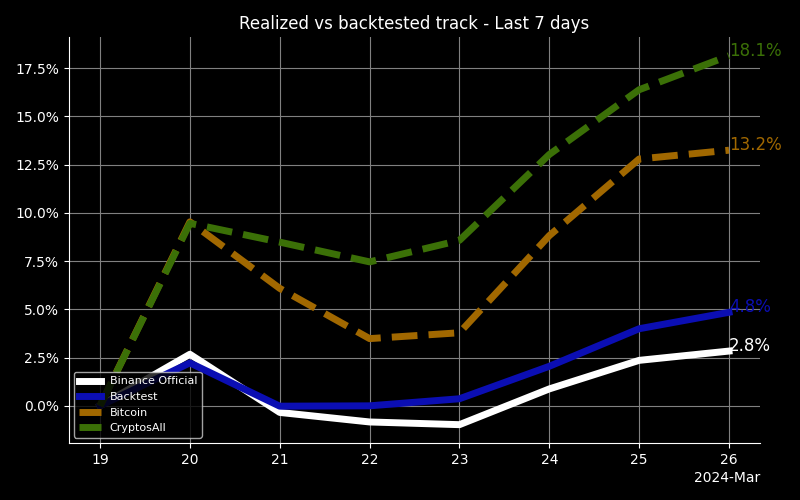 Realized vs backtested track - Last 7 days
17.5%
15.0%
12.5%
10.0%
7.5%
5.0%
2.5%
0.0%
18.1%
13.2%
4.8%
2.8%
Binance Official
Backtest
Bitcoin
CryptosAll
19 20 21 22 23 24 25 26
2024-Mar